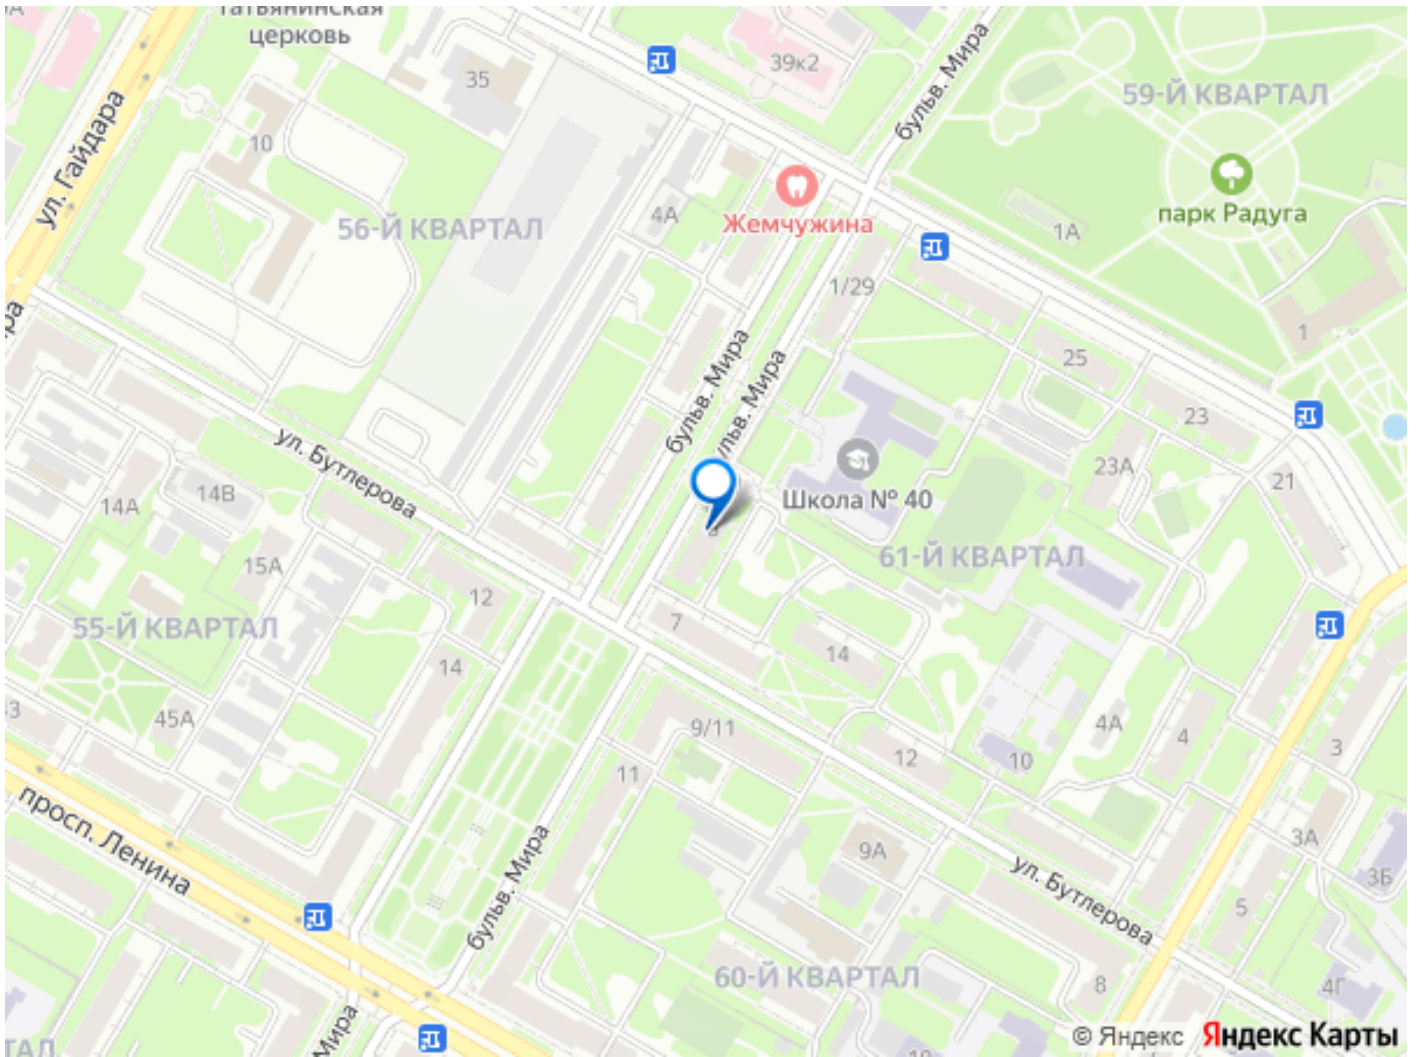 Татьянинская
церковь
35
39к2
бульв. Мира
59-Й КВАРТАЛ
ул. Гайдара
10
Жемчужина
4А
56-Й КВАРТАЛ
парк Радуга
1А
1/29
1
25
бульв. Мира
23
ул. Бутлерова
14А
14В
Школа № 40
23А
21
15А
61-Й КВАРТАЛ
12
55-Й КВАРТАЛ
7
14
14
45А
9/11
4А
4
3
12
10
11
просп. Ленина
бульв. Мира
9А
ул. Бутлерова
3А
3Б
5
60-Й КВАРТАЛ
8
4Г
Мира
© Яндекс Яндекс Карты